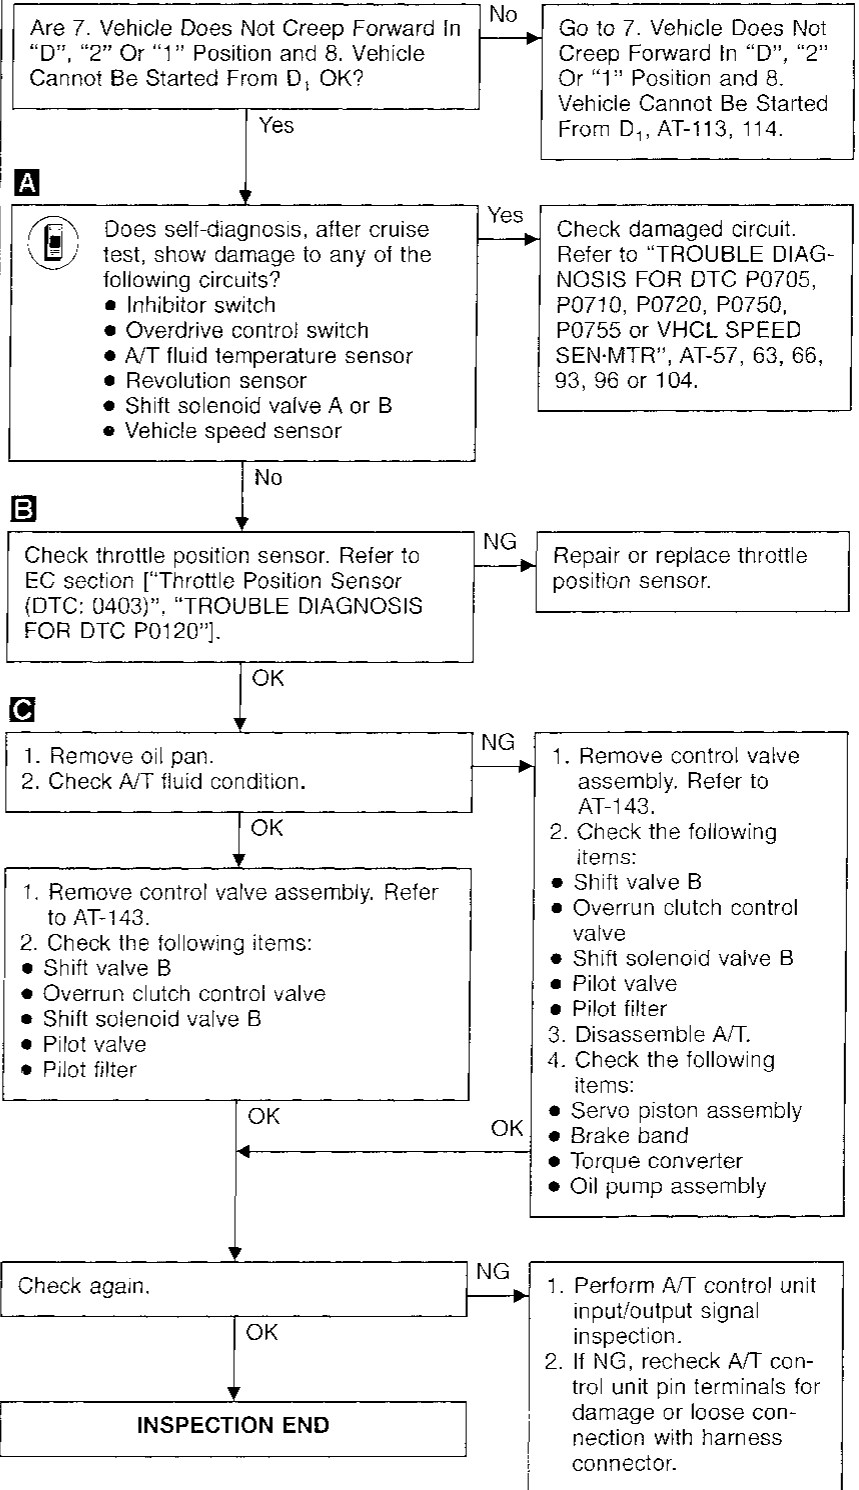 Are 7. Vehicle Does Not Creep Forward In
"D", "2" Or "1" Position and 8. Vehicle
Cannot Be Started From D₁ OK?
No
Go to 7. Vehicle Does Not
Creep Forward In "D", "2"
Or "1" Position and 8.
Vehicle Cannot Be Started
From D₁, AT-113, 114.
Yes
A
Does self-diagnosis, after cruise
test, show damage to any of the
following circuits?
● Inhibitor switch
● Overdrive control switch
● A/T fluid temperature sensor
● Revolution sensor
● Shift solenoid valve A or B
● Vehicle speed sensor
Yes
Check damaged circuit.
Refer to "TROUBLE DIAG-
NOSIS FOR DTC P0705,
P0710, P0720, P0750,
P0755 or VHCL SPEED
SEN·MTR", AT-57, 63, 66,
93, 96 or 104.
No
B
Check throttle position sensor. Refer to
EC section ["Throttle Position Sensor
(DTC: 0403)", "TROUBLE DIAGNOSIS
FOR DTC P0120"].
NG
Repair or replace throttle
position sensor.
OK
C
1. Remove oil pan.
2. Check A/T fluid condition.
NG
1. Remove control valve
assembly. Refer to
AT-143.
2. Check the following
items:
● Shift valve B
● Overrun clutch control
valve
● Shift solenoid valve B
● Pilot valve
● Pilot filter
3. Disassemble A/T.
4. Check the following
items:
● Servo piston assembly
● Brake band
● Torque converter
● Oil pump assembly
OK
1. Remove control valve assembly. Refer
to AT-143.
2. Check the following items:
● Shift valve B
● Overrun clutch control valve
● Shift solenoid valve B
● Pilot valve
● Pilot filter
OK
OK
Check again.
NG
1. Perform A/T control unit
input/output signal
inspection.
2. If NG, recheck A/T con-
trol unit pin terminals for
damage or loose con-
nection with harness
connector.
OK
INSPECTION END